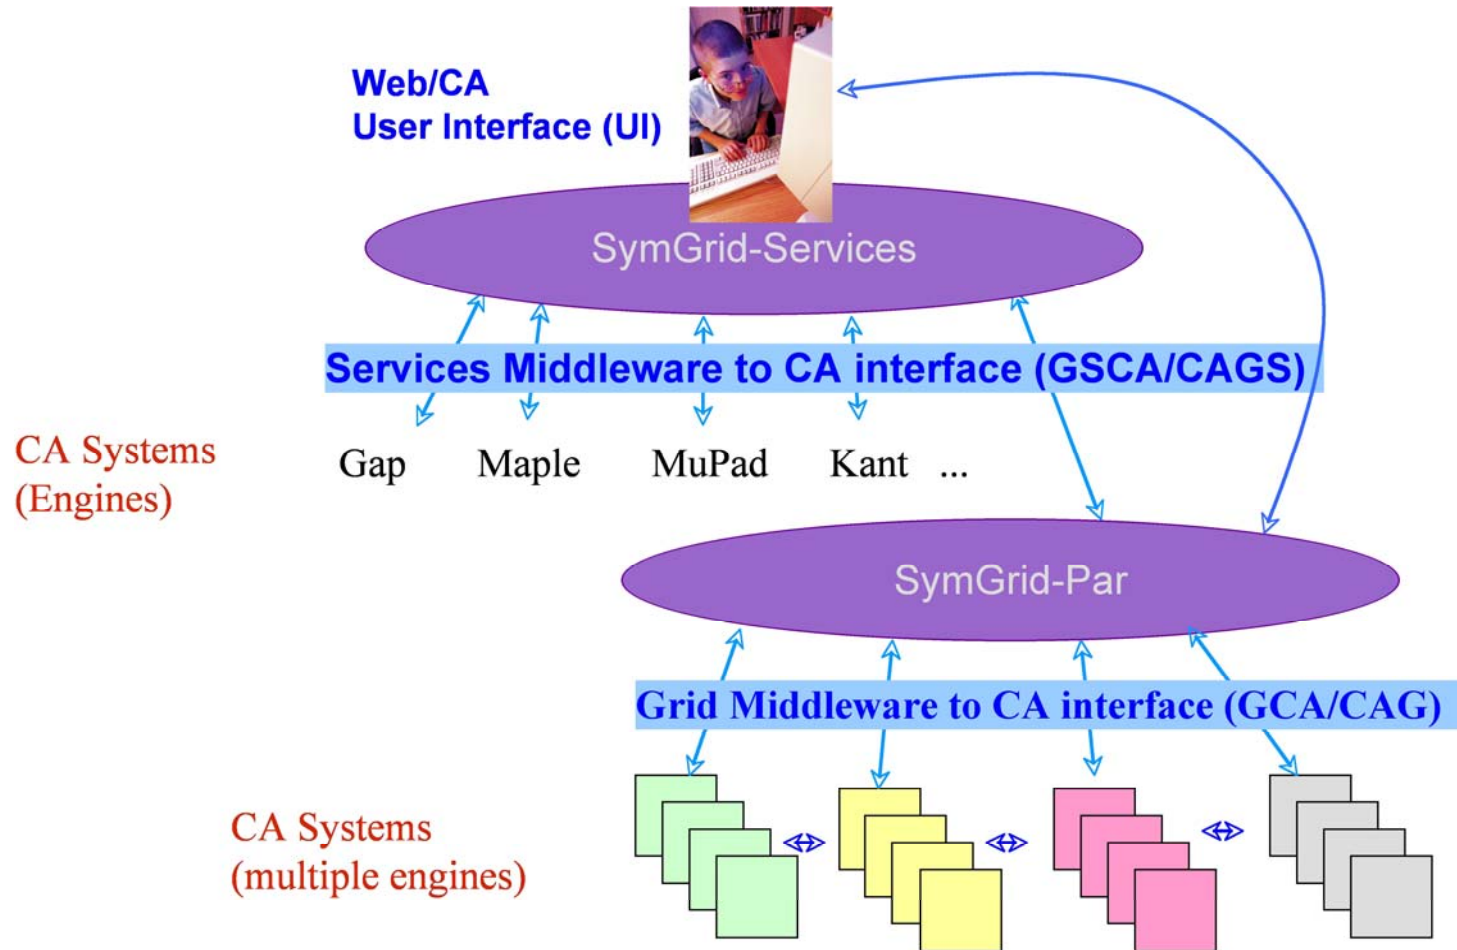 Web/CA
User Interface (UI)
SymGrid-Services
Services Middleware to CA interface (GSCA/CAGS)
CA Systems
(Engines)
Gap Maple MuPad Kant ...
SymGrid-Par
Grid Middleware to CA interface (GCA/CAG)
CA Systems
(multiple engines)